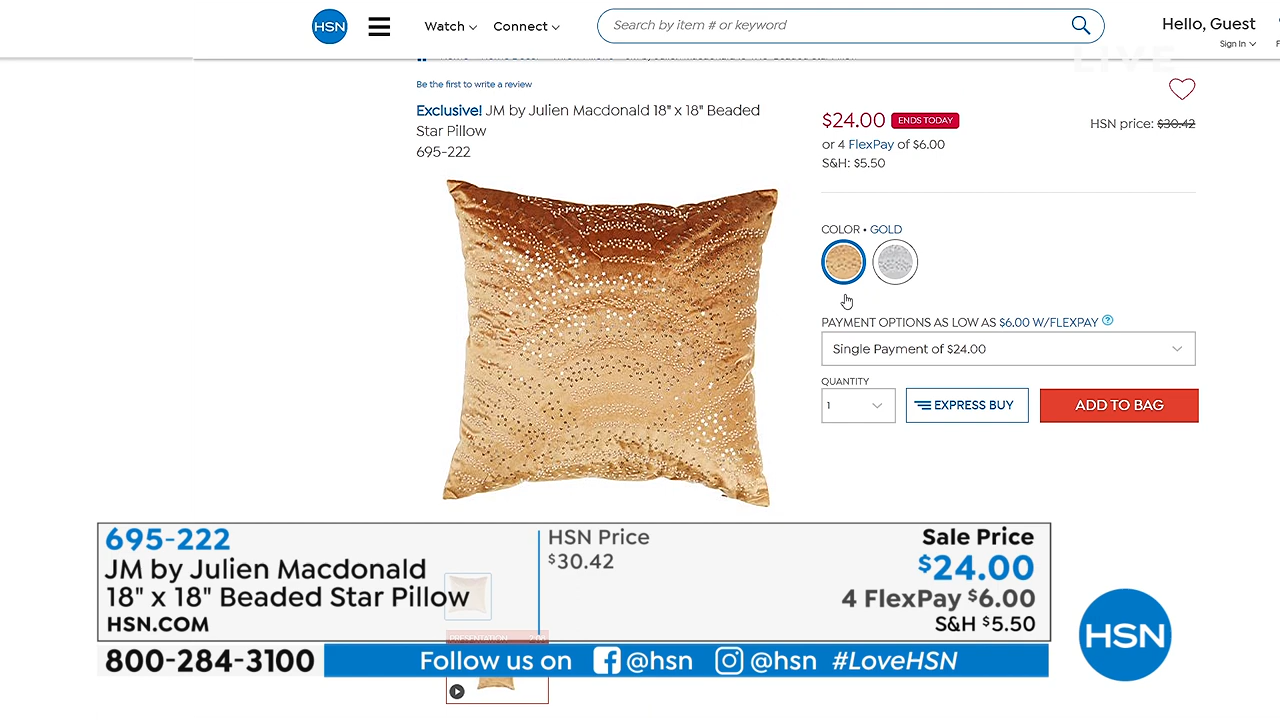 HSN
Watch
Connect
Search by item # or keyword
Hello, Guest
Sign In
LIVE
Be the first to write a review
Exclusive! JM by Julien Macdonald 18" x 18" Beaded
Star Pillow
695-222
$24.00 ENDS TODAY
HSN price: $30.42
or 4 FlexPay of $6.00
S&H: $5.50
COLOR • GOLD
PAYMENT OPTIONS AS LOW AS $6.00 W/FLEXPAY ?
Single Payment of $24.00
QUANTITY
1
EXPRESS BUY
ADD TO BAG
695-222
JM by Julien Macdonald
18" x 18" Beaded Star Pillow
HSN.COM
HSN Price
$30.42
Sale Price
$24.00
4 FlexPay $6.00
S&H $5.50
PRESENTATION
800-284-3100
Follow us on @hsn @hsn #LoveHSN
HSN